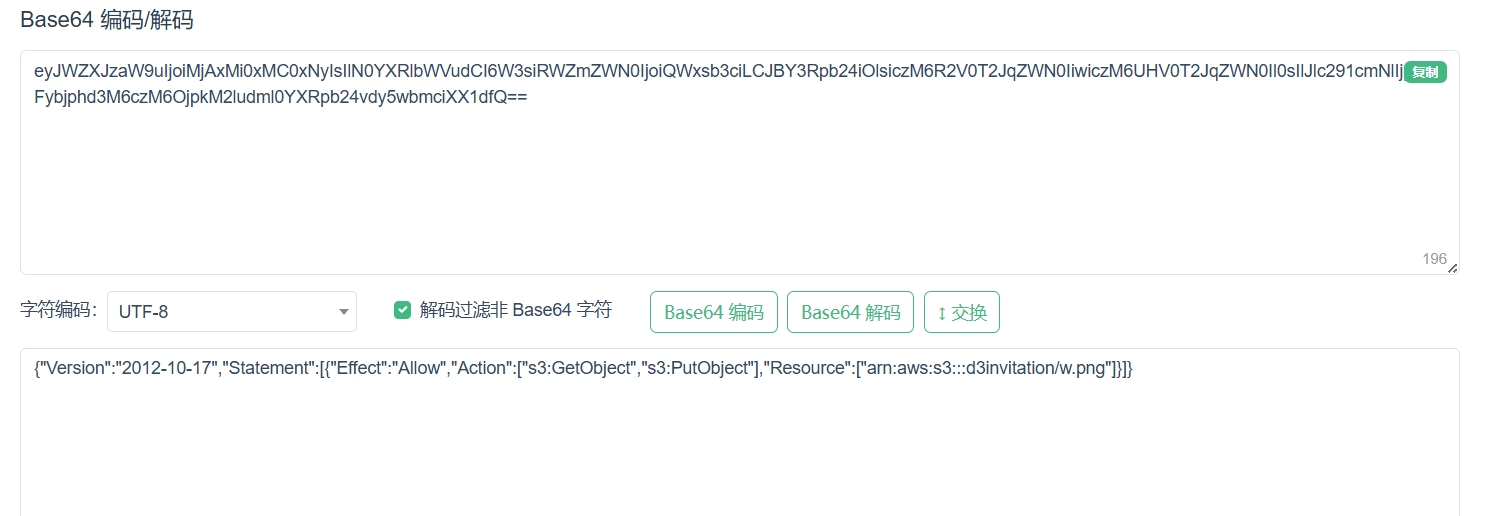 Base64 编码/解码
eyJWZXJzaW9uIjoiMjAxMi0xMC0xNyIsIlN0YXRlbWVudCI6W3siRWZmZWN0IjoiQWxsb3ciLCJBY3Rpb24iOlsiczM6R2V0T2JqZWN0IiwiczM6UHV0T2JqZWN0Il0sIlJlc291cmNlIj 复制
Fybjphd3M6czM6OjpkM2ludml0YXRpb24vdy5wbmciXX1dfQ==
196
字符编码： UTF-8 解码过滤非 Base64 字符 Base64 编码 Base64 解码 ↕ 交换
{"Version":"2012-10-17","Statement":[{"Effect":"Allow","Action":["s3:GetObject","s3:PutObject"],"Resource":["arn:aws:s3:::d3invitation/w.png"]}]}